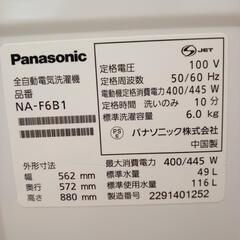 Panasonic
全自動電気洗濯機
品番
NA-F6B1
S JET
定格電圧 100 V
定格周波数 50/60 Hz
電動機定格消費電力 400/445 W
定格時間 洗いのみ 10 分
標準洗濯容量 6.0 kg
PS E パナソニック株式会社
中国製
外形寸法
幅 562 mm
奥行 572 mm
高さ 880 mm
最大消費電力 400/445 W
標準水量 49 L
標準使用水量 116 L
製造番号 2291401252